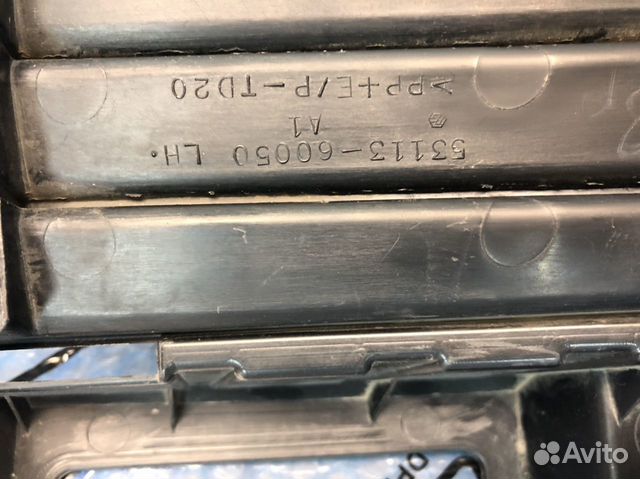 53113-60050 LH.
A1
>PP+E/P-TD20
Avito